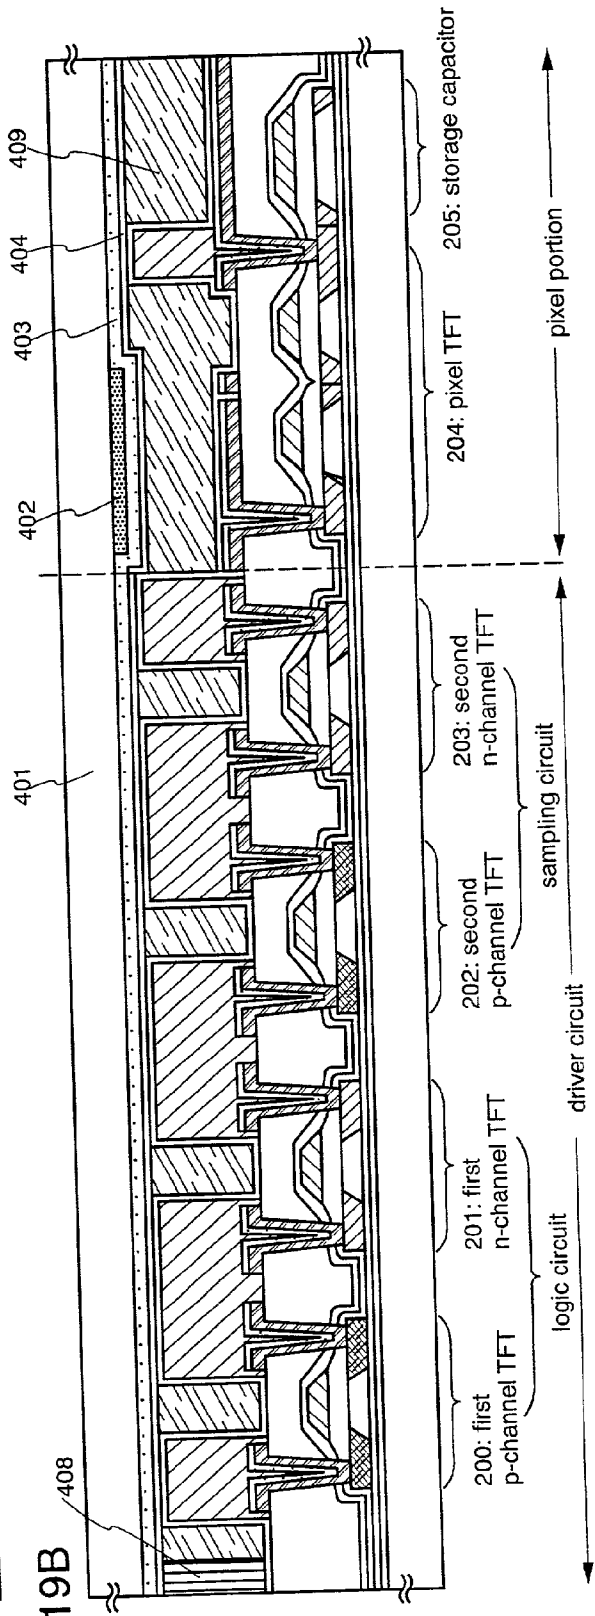 19B
408
401
402
403
404
409
200: first
p-channel TFT
201: first
n-channel TFT
202: second
p-channel TFT
203: second
n-channel TFT
204: pixel TFT
205: storage capacitor
logic circuit
sampling circuit
driver circuit
pixel portion